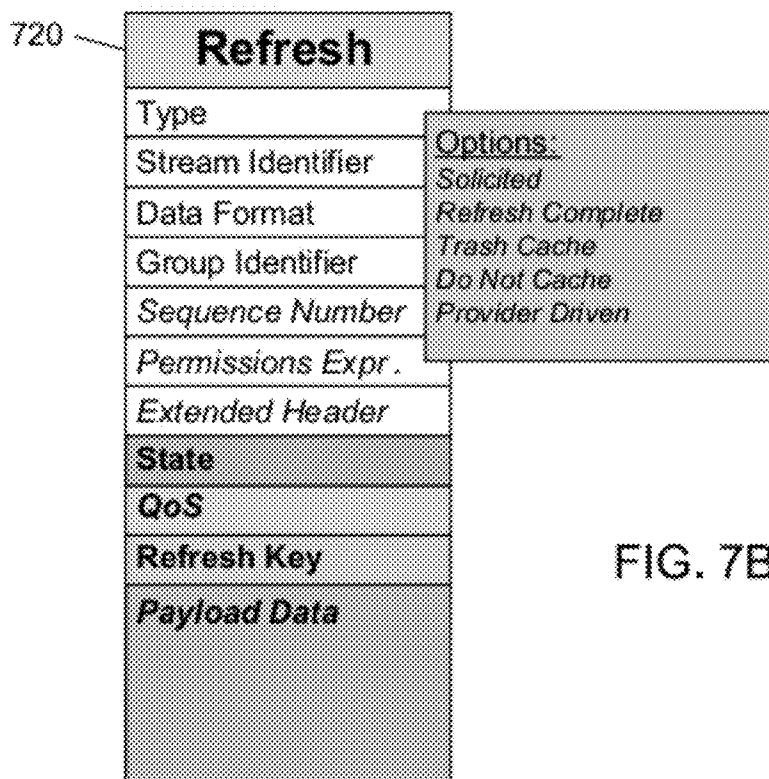 720
Refresh
Type
Stream Identifier
Data Format
Group Identifier
Sequence Number
Permissions Expr.
Extended Header
State
QoS
Refresh Key
Payload Data
Options:
Solicited
Refresh Complete
Trash Cache
Do Not Cache
Provider Driven
FIG. 7B